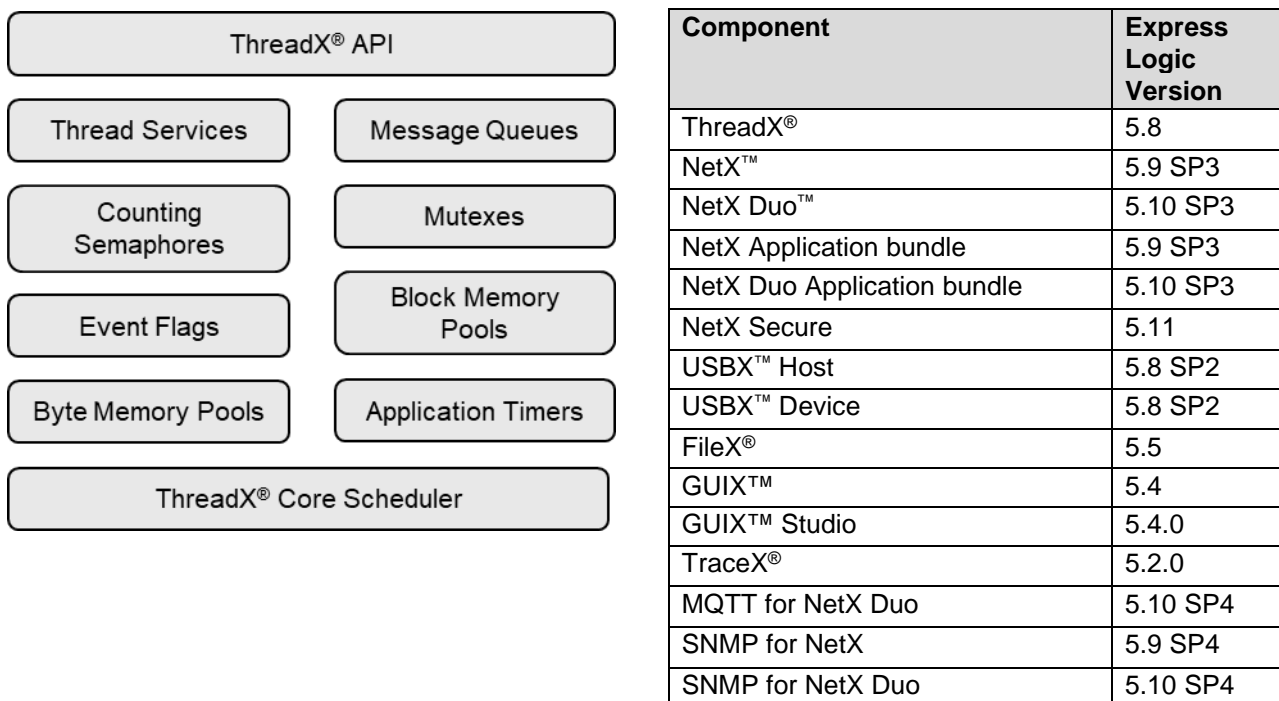 ThreadX® API
Thread Services
Message Queues
Counting
Semaphores
Mutexes
Event Flags
Block Memory
Pools
Byte Memory Pools
Application Timers
ThreadX® Core Scheduler
Component
Express
Logic
Version
ThreadX® 5.8
NetX™ 5.9 SP3
NetX Duo™ 5.10 SP3
NetX Application bundle 5.9 SP3
NetX Duo Application bundle 5.10 SP3
NetX Secure 5.11
USBX™ Host 5.8 SP2
USBX™ Device 5.8 SP2
FileX® 5.5
GUIX™ 5.4
GUIX™ Studio 5.4.0
TraceX® 5.2.0
MQTT for NetX Duo 5.10 SP4
SNMP for NetX 5.9 SP4
SNMP for NetX Duo 5.10 SP4